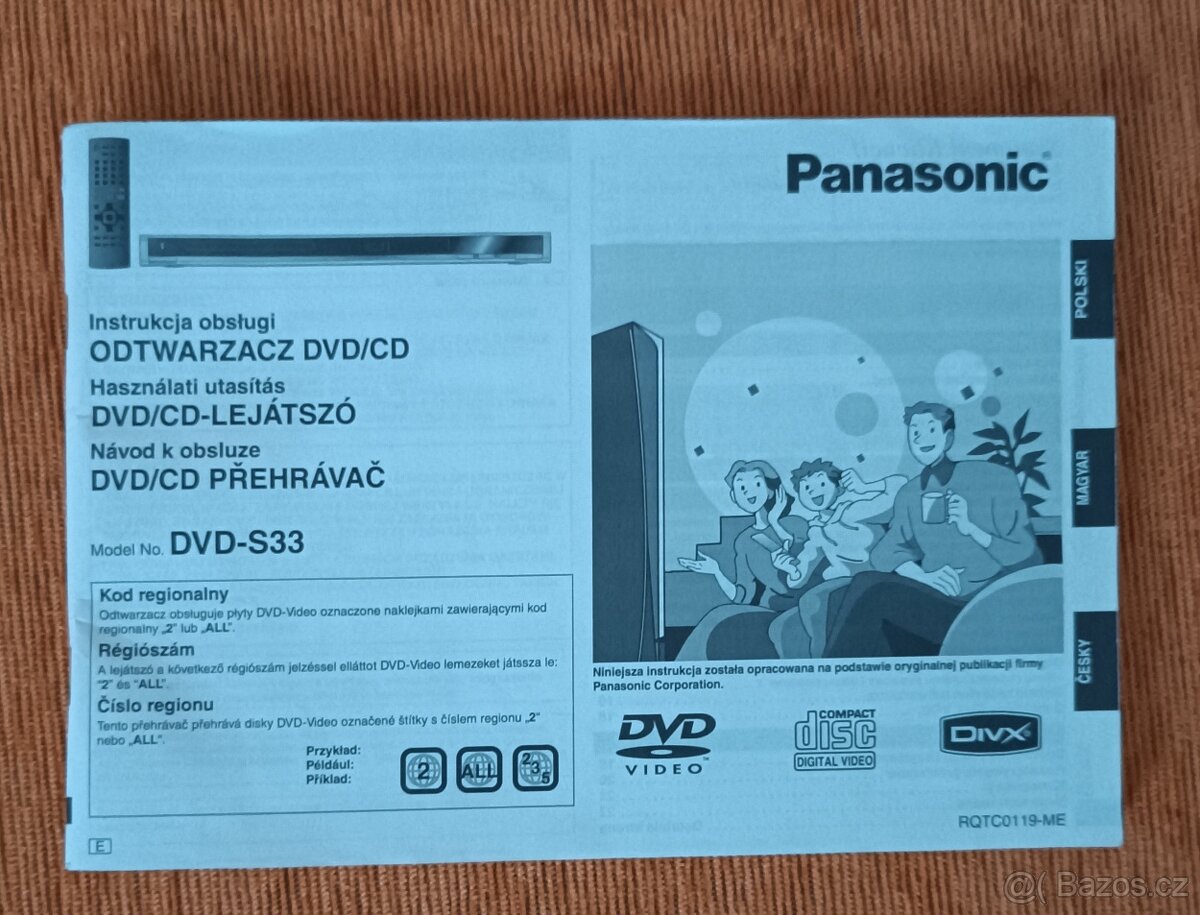 Panasonic
Instrukcja obsługi
ODTWARZACZ DVD/CD
Használati utasítás
DVD/CD-LEJÁTSZÓ
Návod k obsluze
DVD/CD PŘEHRÁVAČ
Model No. DVD-S33
Kod regionalny
Odtwarzacz obsługuje płyty DVD-Video oznaczone naklejkami zawierającymi kod
regionalny „2" lub „ALL".
Régiószám
A lejátszó a következő régiószám jelzéssel ellátott DVD-Video lemezeket játssza le:
"2" és "ALL".
Číslo regionu
Tento přehrávač přehrává disky DVD-Video označené štítky s číslem regionu „2"
nebo „ALL".
Przykład:
Például:
Příklad:
2
ALL
2 3 5
E
POLSKI
MAGYAR
ČESKY
Niniejsza instrukcja została opracowana na podstawie oryginalnej publikacji firmy
Panasonic Corporation.
DVD
VIDEO
COMPACT
disc
DIGITAL VIDEO
DIVX
RQTC0119-ME
@( Bazos.cz